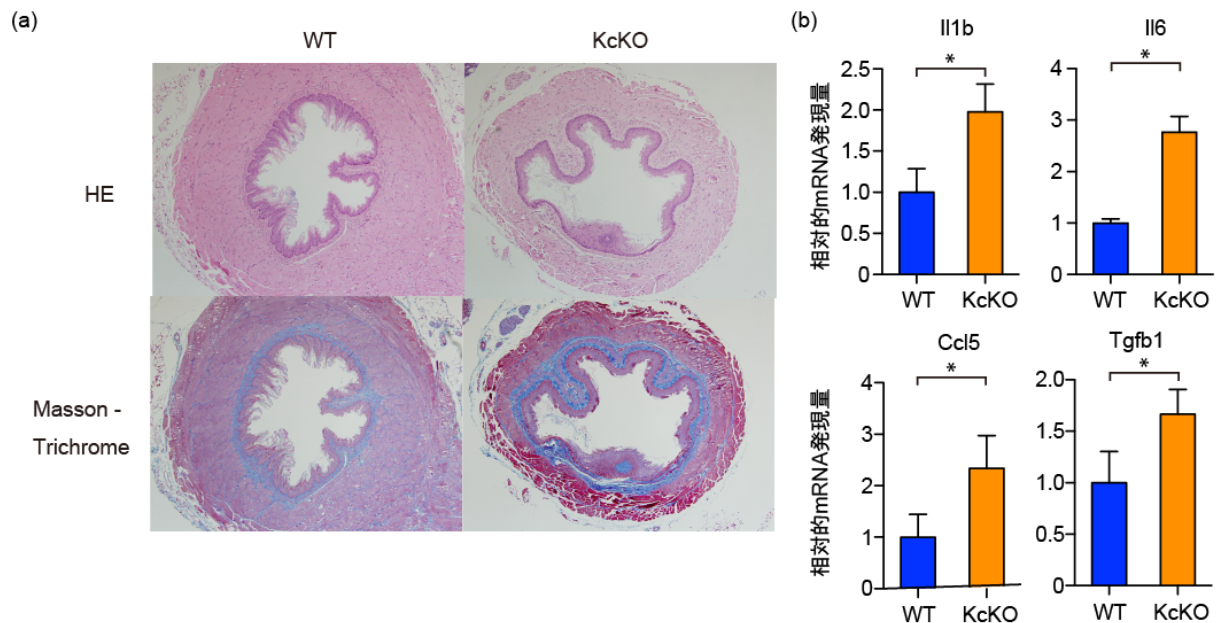 (a)
WT
KcKO
HE
Masson -
Trichrome
(b)
Il1b
*
相対的mRNA発現量
2.5
2.0
1.5
1.0
0.5
0
WT
KcKO
Il6
*
8
6
4
2
0
WT
KcKO
Ccl5
*
相対的mRNA発現量
4
3
2
1
0
WT
KcKO
Tgfb1
*
2.0
1.5
1.0
0.5
0
WT
KcKO